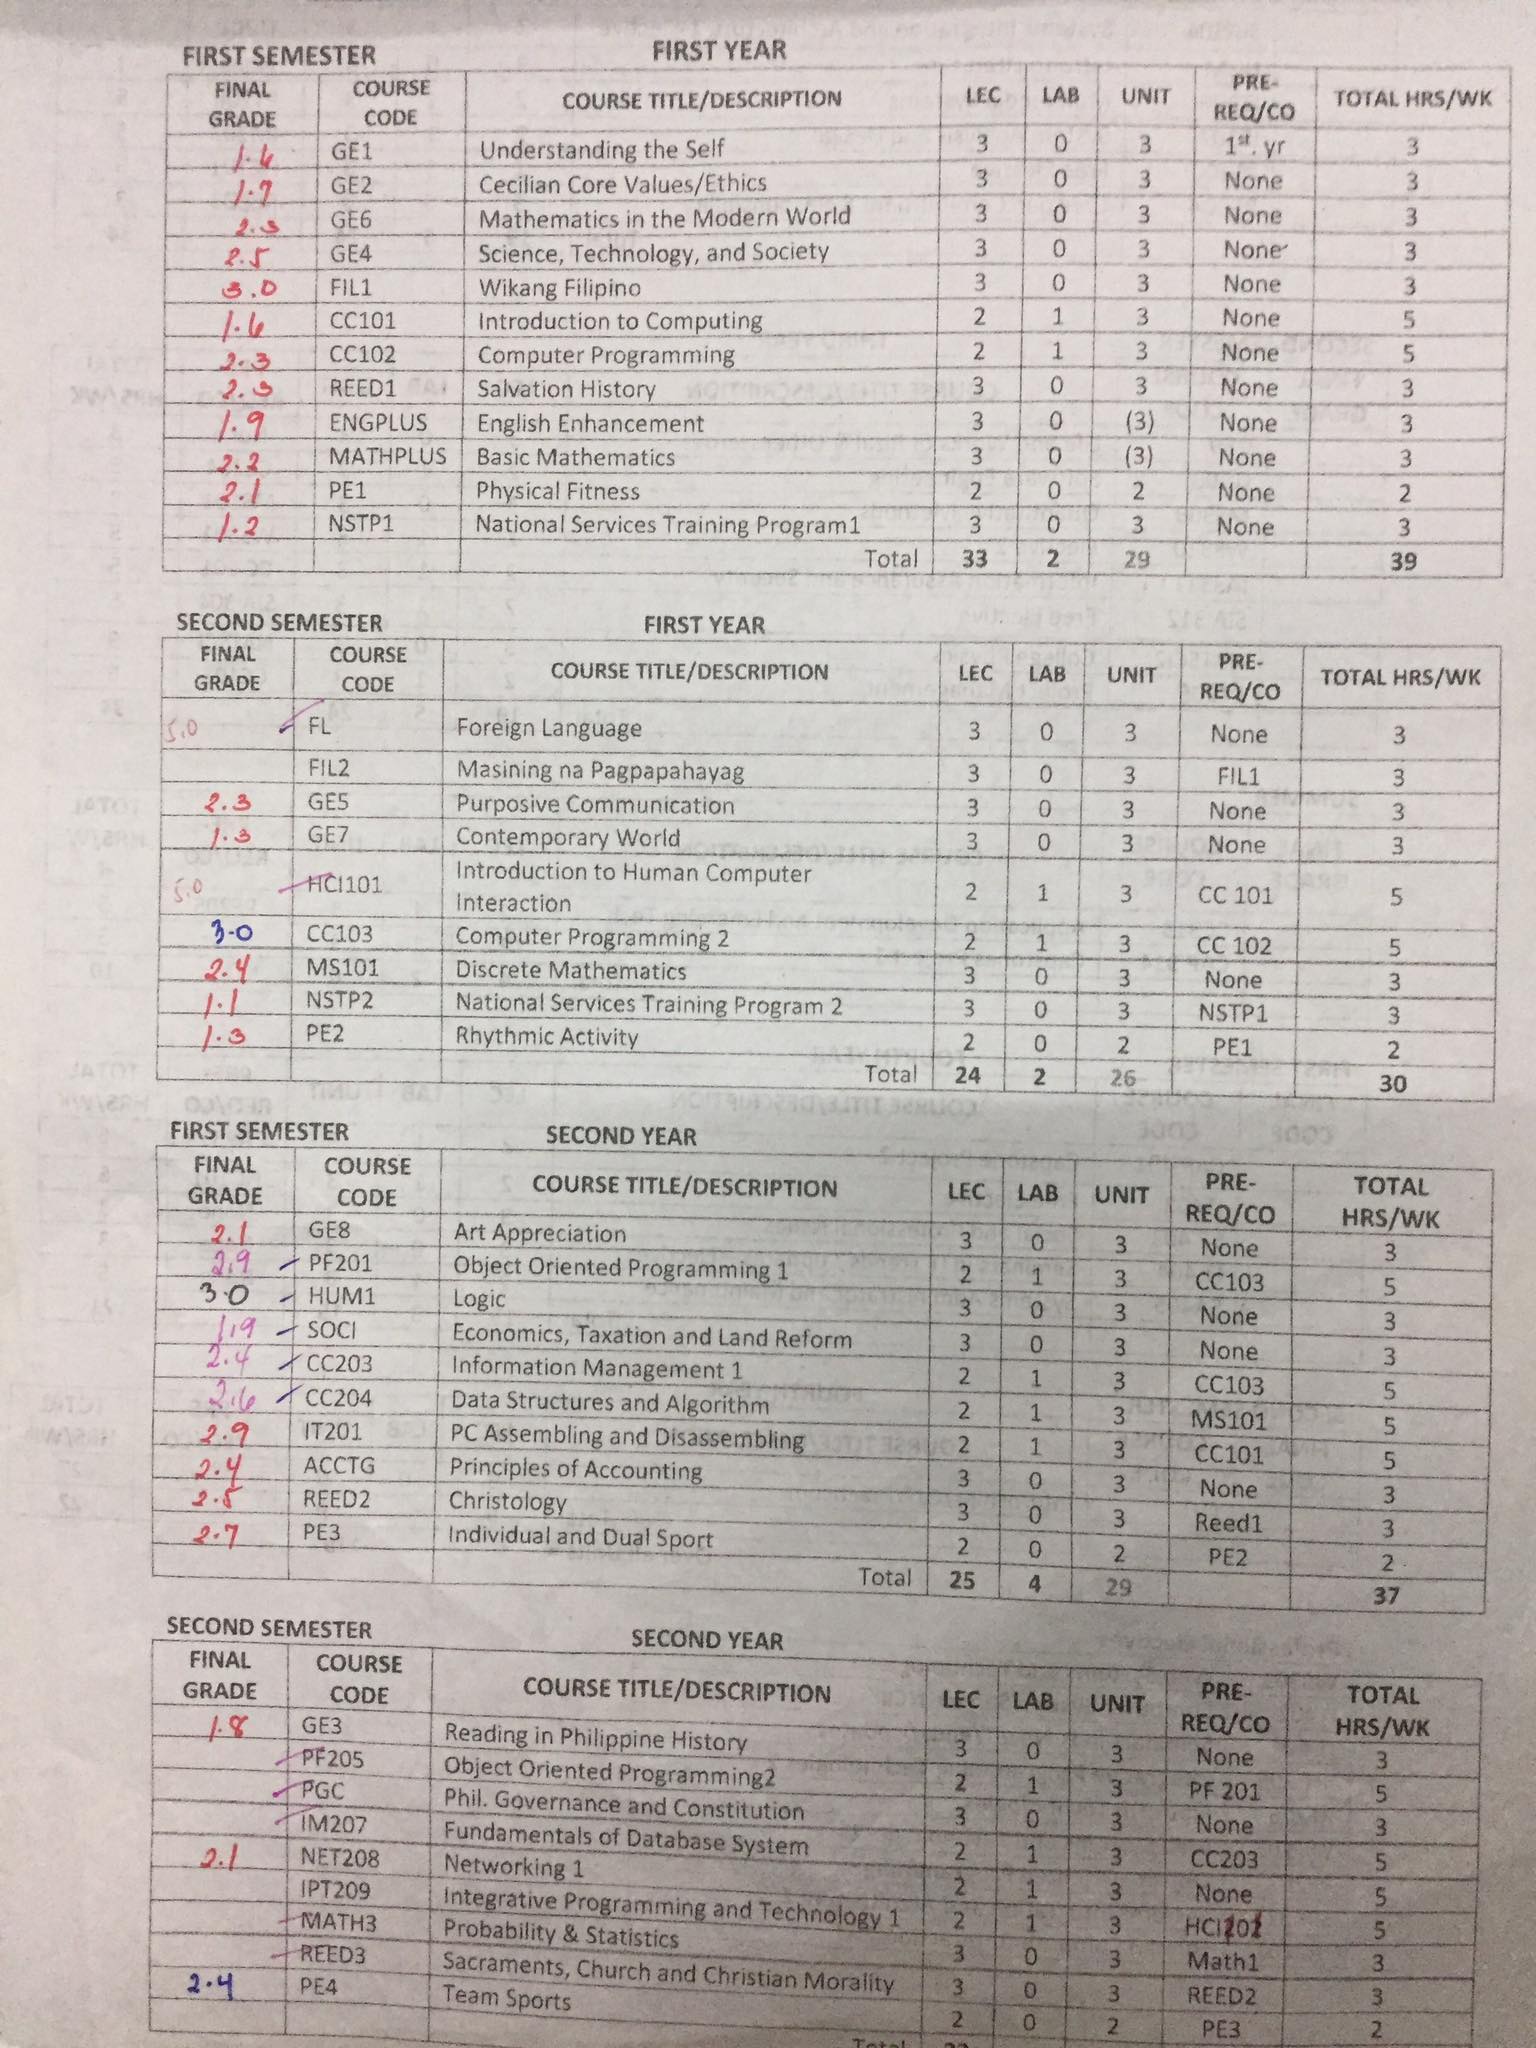 FIRST SEMESTER FIRST YEAR
FINAL GRADE COURSE CODE COURSE TITLE/DESCRIPTION LEC LAB UNIT PRE-REQ/CO TOTAL HRS/WK
1.6 GE1 Understanding the Self 3 0 3 1st. yr 3
1.7 GE2 Cecilian Core Values/Ethics 3 0 3 None 3
2.3 GE6 Mathematics in the Modern World 3 0 3 None 3
2.5 GE4 Science, Technology, and Society 3 0 3 None 3
3.0 FIL1 Wikang Filipino 3 0 3 None 3
1.6 CC101 Introduction to Computing 2 1 3 None 5
2.3 CC102 Computer Programming 2 1 3 None 5
2.3 REED1 Salvation History 3 0 3 None 3
1.9 ENGPLUS English Enhancement 3 0 (3) None 3
2.2 MATHPLUS Basic Mathematics 3 0 (3) None 3
2.1 PE1 Physical Fitness 2 0 2 None 2
1.2 NSTP1 National Services Training Program1 3 0 3 None 3
Total 33 2 29 39
SECOND SEMESTER FIRST YEAR
FINAL GRADE COURSE CODE COURSE TITLE/DESCRIPTION LEC LAB UNIT PRE-REQ/CO TOTAL HRS/WK
5.0 FL Foreign Language 3 0 3 None 3
FIL2 Masining na Pagpapahayag 3 0 3 FIL1 3
2.3 GE5 Purposive Communication 3 0 3 None 3
1.3 GE7 Contemporary World 3 0 3 None 3
5.0 HCI101 Introduction to Human Computer Interaction 2 1 3 CC 101 5
3.0 CC103 Computer Programming 2 2 1 3 CC 102 5
2.4 MS101 Discrete Mathematics 3 0 3 None 3
1.1 NSTP2 National Services Training Program 2 3 0 3 NSTP1 3
1.3 PE2 Rhythmic Activity 2 0 2 PE1 2
Total 24 2 26 30
FIRST SEMESTER SECOND YEAR
FINAL GRADE COURSE CODE COURSE TITLE/DESCRIPTION LEC LAB UNIT PRE-REQ/CO TOTAL HRS/WK
2.1 GE8 Art Appreciation 3 0 3 None 3
2.9 PF201 Object Oriented Programming 1 2 1 3 CC103 5
3.0 HUM1 Logic 3 0 3 None 3
1.9 SOCI Economics, Taxation and Land Reform 3 0 3 None 3
2.4 CC203 Information Management 1 2 1 3 CC103 5
2.6 CC204 Data Structures and Algorithm 2 1 3 MS101 5
2.9 IT201 PC Assembling and Disassembling 2 1 3 CC101 5
2.4 ACCTG Principles of Accounting 3 0 3 None 3
2.5 REED2 Christology 3 0 3 Reed1 3
2.7 PE3 Individual and Dual Sport 2 0 2 PE2 2
Total 25 4 29 37
SECOND SEMESTER SECOND YEAR
FINAL GRADE COURSE CODE COURSE TITLE/DESCRIPTION LEC LAB UNIT PRE-REQ/CO TOTAL HRS/WK
1.8 GE3 Reading in Philippine History 3 0 3 None 3
PF205 Object Oriented Programming2 2 1 3 PF 201 5
PGC Phil. Governance and Constitution 3 0 3 None 3
IM207 Fundamentals of Database System 2 1 3 CC203 5
2.1 NET208 Networking 1 2 1 3 None 5
IPT209 Integrative Programming and Technology 1 2 1 3 5
MATH3 Probability & Statistics 3 0 3 Math1 3
REED3 Sacraments, Church and Christian Morality 3 0 3 REED2 3
2.4 PE4 Team Sports 2 0 2 PE3 2
Total